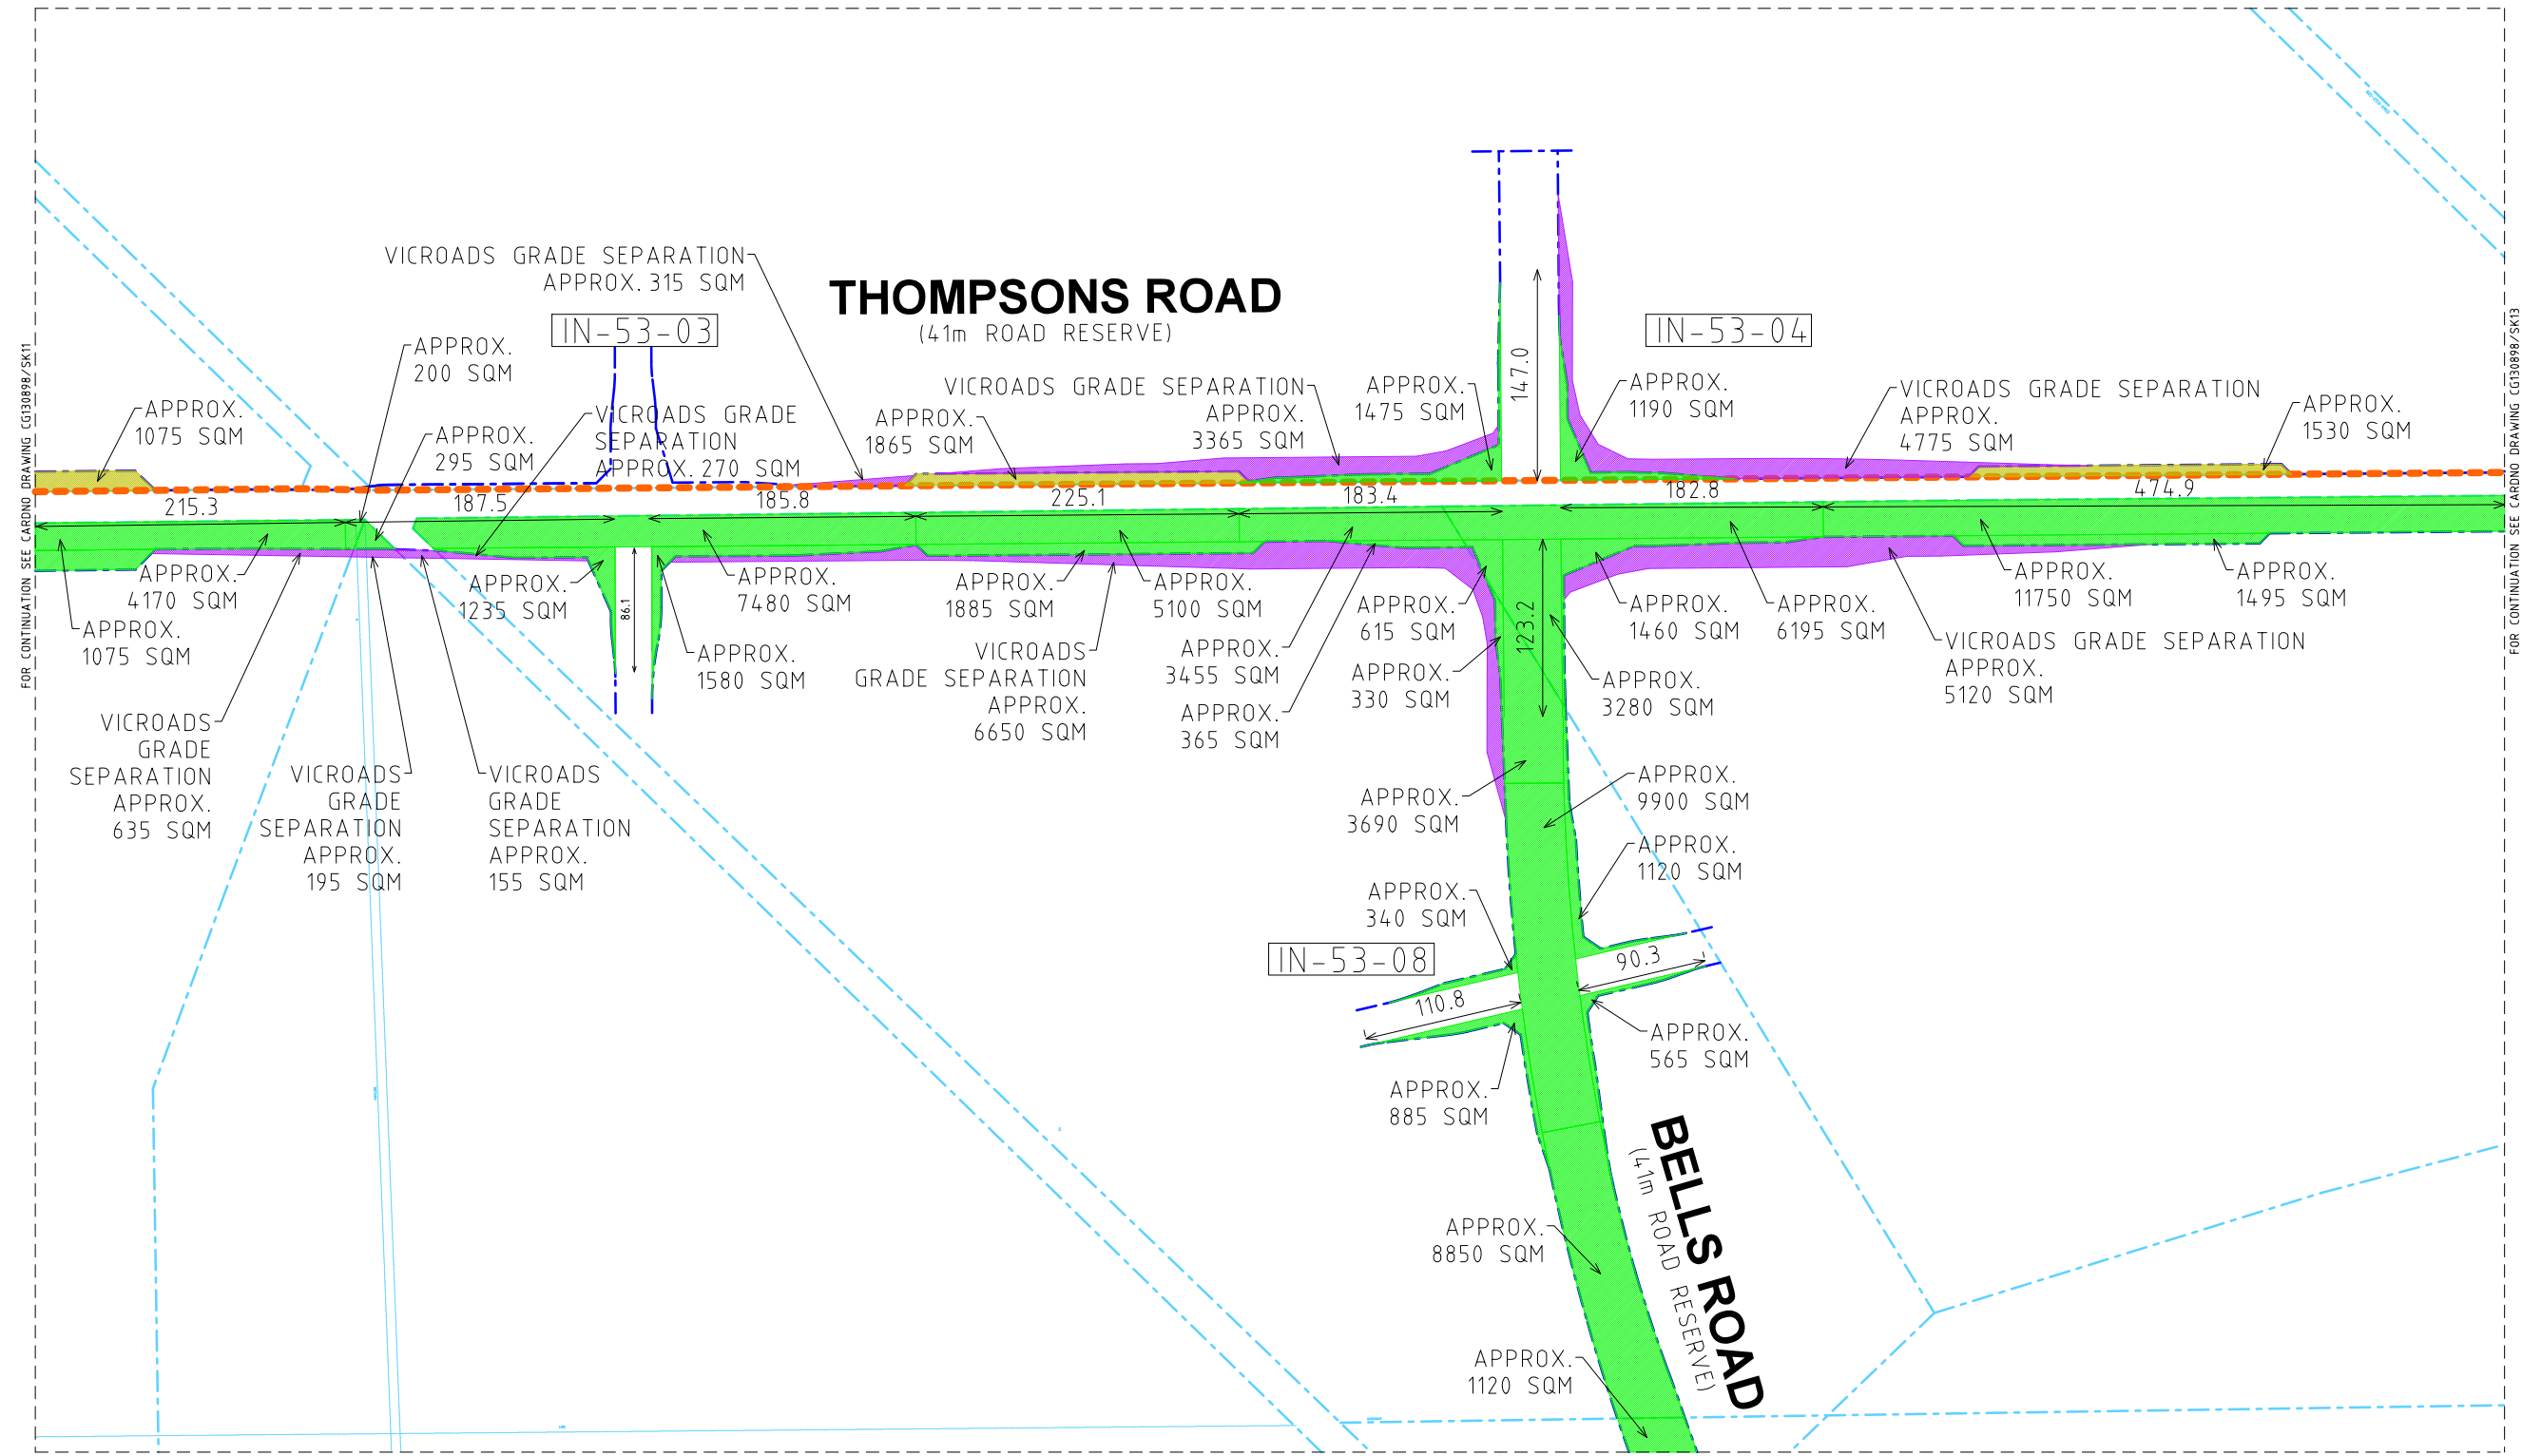 VICROADS GRADE SEPARATION
APPROX. 315 SQM
THOMPSONS ROAD
(41m ROAD RESERVE)
IN-53-03
IN-53-04
APPROX.
200 SQM
APPROX.
1075 SQM
APPROX.
295 SQM
VICROADS GRADE
SEPARATION
APPROX. 270 SQM
APPROX.
1865 SQM
VICROADS GRADE SEPARATION
APPROX.
3365 SQM
APPROX.
1475 SQM
147.0
APPROX.
1190 SQM
VICROADS GRADE SEPARATION
APPROX.
4775 SQM
APPROX.
1530 SQM
FOR CONTINUATION SEE CARDNO DRAWING CG130898/SK11
FOR CONTINUATION SEE CARDNO DRAWING CG130898/SK13
215.3
187.5
185.8
225.1
183.4
182.8
474.9
APPROX.
4170 SQM
APPROX.
1075 SQM
APPROX.
1235 SQM
86.1
APPROX.
7480 SQM
APPROX.
1580 SQM
APPROX.
1885 SQM
APPROX.
5100 SQM
VICROADS
GRADE SEPARATION
APPROX.
6650 SQM
APPROX.
3455 SQM
APPROX.
365 SQM
APPROX.
615 SQM
APPROX.
330 SQM
123.2
APPROX.
1460 SQM
APPROX.
6195 SQM
APPROX.
3280 SQM
APPROX.
11750 SQM
APPROX.
1495 SQM
VICROADS GRADE SEPARATION
APPROX.
5120 SQM
VICROADS
GRADE
SEPARATION
APPROX.
635 SQM
VICROADS
GRADE
SEPARATION
APPROX.
195 SQM
VICROADS
GRADE
SEPARATION
APPROX.
155 SQM
APPROX.
3690 SQM
APPROX.
9900 SQM
APPROX.
1120 SQM
APPROX.
340 SQM
IN-53-08
90.3
110.8
APPROX.
565 SQM
APPROX.
885 SQM
BELLS ROAD
(41m ROAD RESERVE)
APPROX.
8850 SQM
APPROX.
1120 SQM